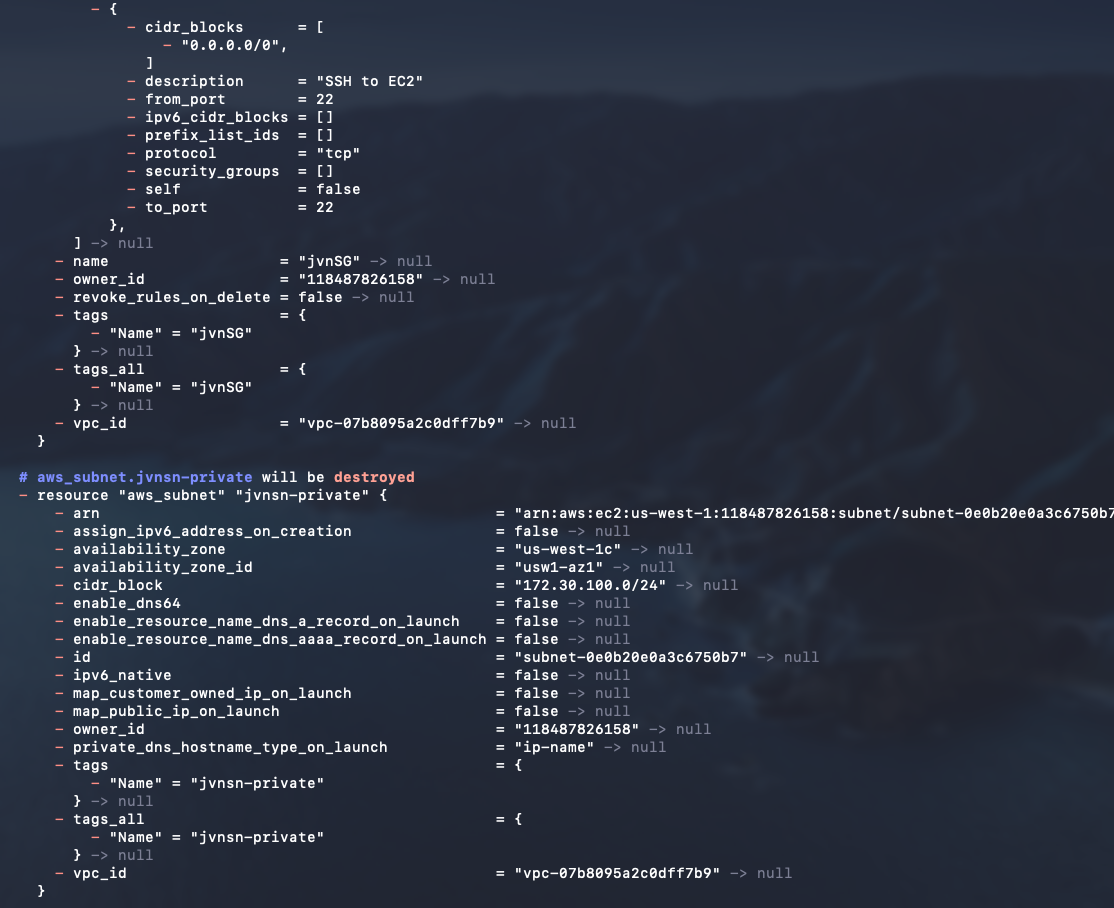 - {
- cidr_blocks = [
- "0.0.0.0/0",
]
- description = "SSH to EC2"
- from_port = 22
- ipv6_cidr_blocks = []
- prefix_list_ids = []
- protocol = "tcp"
- security_groups = []
- self = false
- to_port = 22
},
] -> null
- name = "jvnSG" -> null
- owner_id = "118487826158" -> null
- revoke_rules_on_delete = false -> null
- tags = {
- "Name" = "jvnSG"
} -> null
- tags_all = {
- "Name" = "jvnSG"
} -> null
- vpc_id = "vpc-07b8095a2c0dff7b9" -> null
}
# aws_subnet.jvnsn-private will be destroyed
- resource "aws_subnet" "jvnsn-private" {
- arn = "arn:aws:ec2:us-west-1:118487826158:subnet/subnet-0e0b20e0a3c6750b7
- assign_ipv6_address_on_creation = false -> null
- availability_zone = "us-west-1c" -> null
- availability_zone_id = "usw1-az1" -> null
- cidr_block = "172.30.100.0/24" -> null
- enable_dns64 = false -> null
- enable_resource_name_dns_a_record_on_launch = false -> null
- enable_resource_name_dns_aaaa_record_on_launch = false -> null
- id = "subnet-0e0b20e0a3c6750b7" -> null
- ipv6_native = false -> null
- map_customer_owned_ip_on_launch = false -> null
- map_public_ip_on_launch = false -> null
- owner_id = "118487826158" -> null
- private_dns_hostname_type_on_launch = "ip-name" -> null
- tags = {
- "Name" = "jvnsn-private"
} -> null
- tags_all = {
- "Name" = "jvnsn-private"
} -> null
- vpc_id = "vpc-07b8095a2c0dff7b9" -> null
}